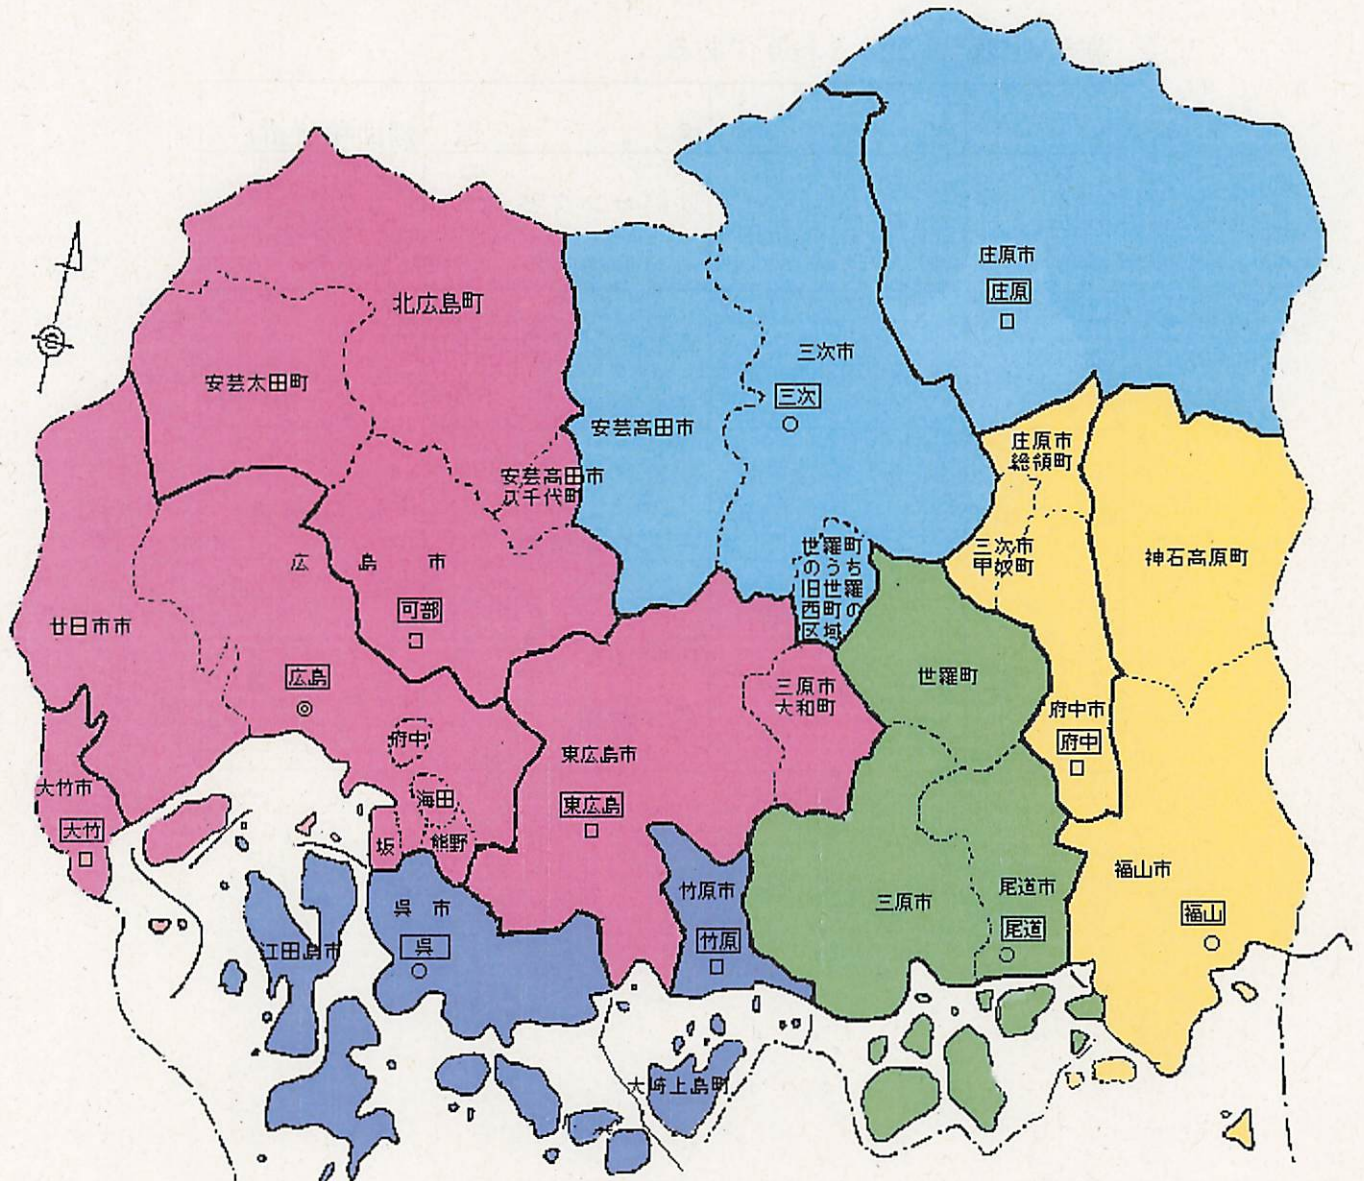 庄原市
庄原
北広島町
三次市
三次
安芸太田町
安芸高田市
庄原市
総領町
安芸高田市
八千代町
世羅町のうち旧世羅西町の区域
三次市
甲奴町
神石高原町
広島市
可部
廿日市市
広島
世羅町
三原市
大和町
府中市
府中
府中
東広島市
東広島
大竹市
大竹
海田
坂
熊野
竹原市
竹原
福山市
福山
尾道市
尾道
三原市
呉市
呉
江田島市
大崎上島町